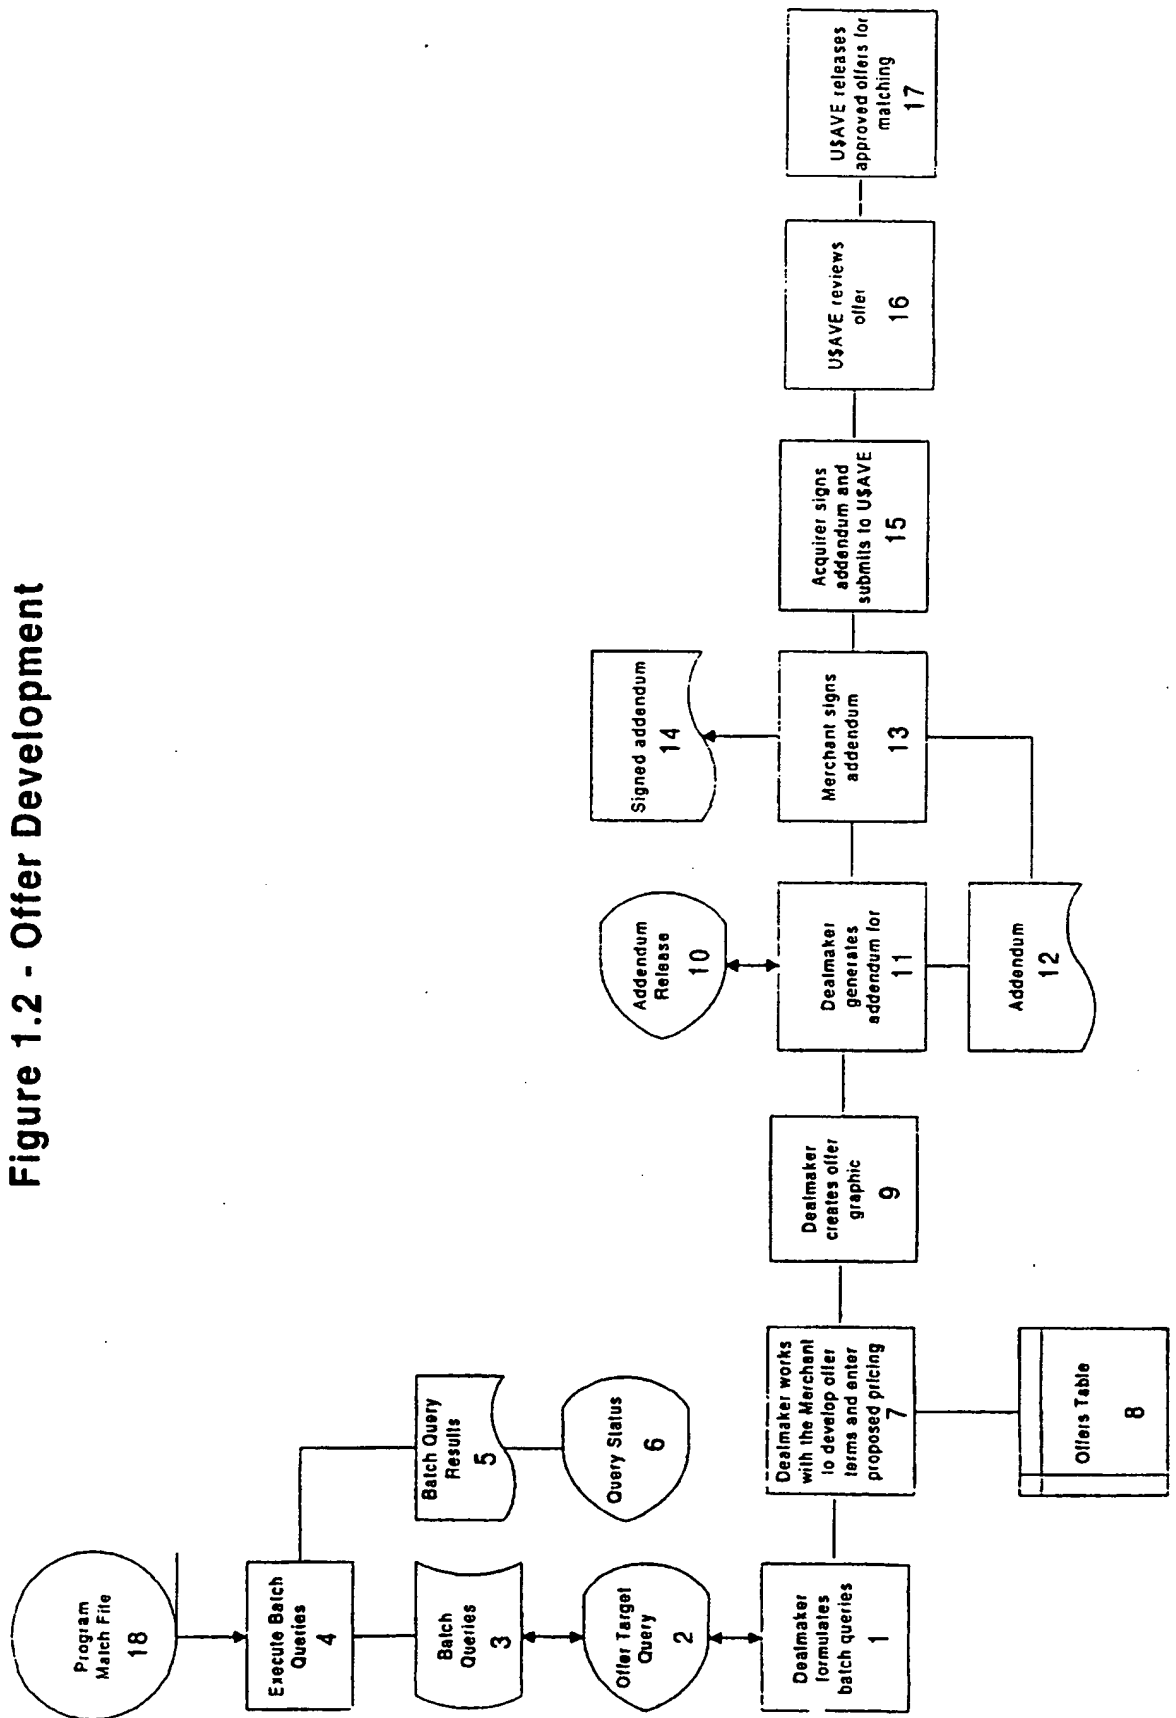 Figure 1.2 - Offer Development
Program
Match File
18
Execute Batch
Queries
4
Batch
Queries
3
Offer Target
Query
2
Dealmaker
formulates
batch queries
1
Batch Query
Results
5
Query Status
6
Dealmaker works
with the Merchant
to develop offer
terms and enter
proposed pricing
7
Offers Table
8
Dealmaker
creates offer
graphic
9
Addendum
Release
10
Dealmaker
generates
addendum for
11
Addendum
12
Signed addendum
14
Merchant signs
addendum
13
Acquirer signs
addendum and
submits to U$AVE
15
U$AVE reviews
offer
16
U$AVE releases
approved offers for
matching
17